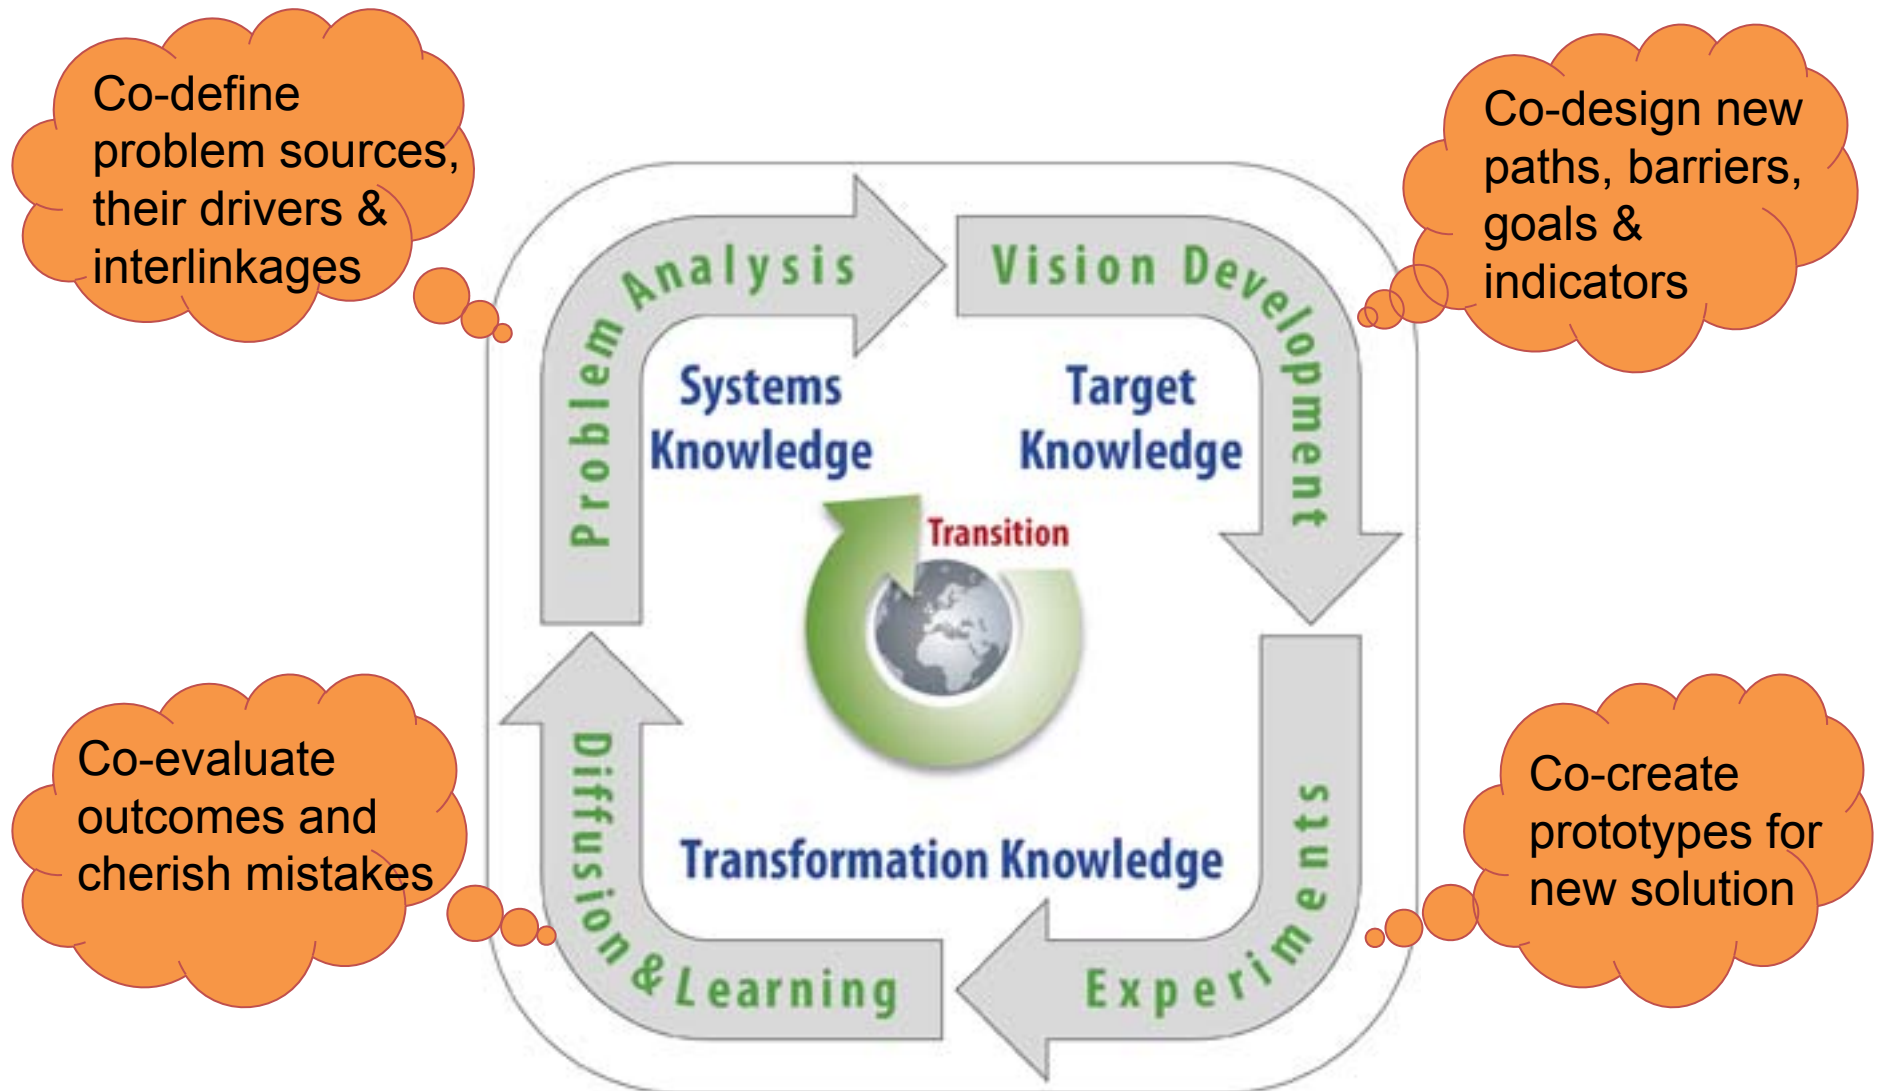 Co-define
problem sources,
their drivers &
interlinkages
Co-design new
paths, barriers,
goals &
indicators
Problem Analysis
Vision Development
Systems
Knowledge
Target
Knowledge
Transition
Transformation Knowledge
Experiments
Diffusion & Learning
Co-evaluate
outcomes and
cherish mistakes
Co-create
prototypes for
new solution